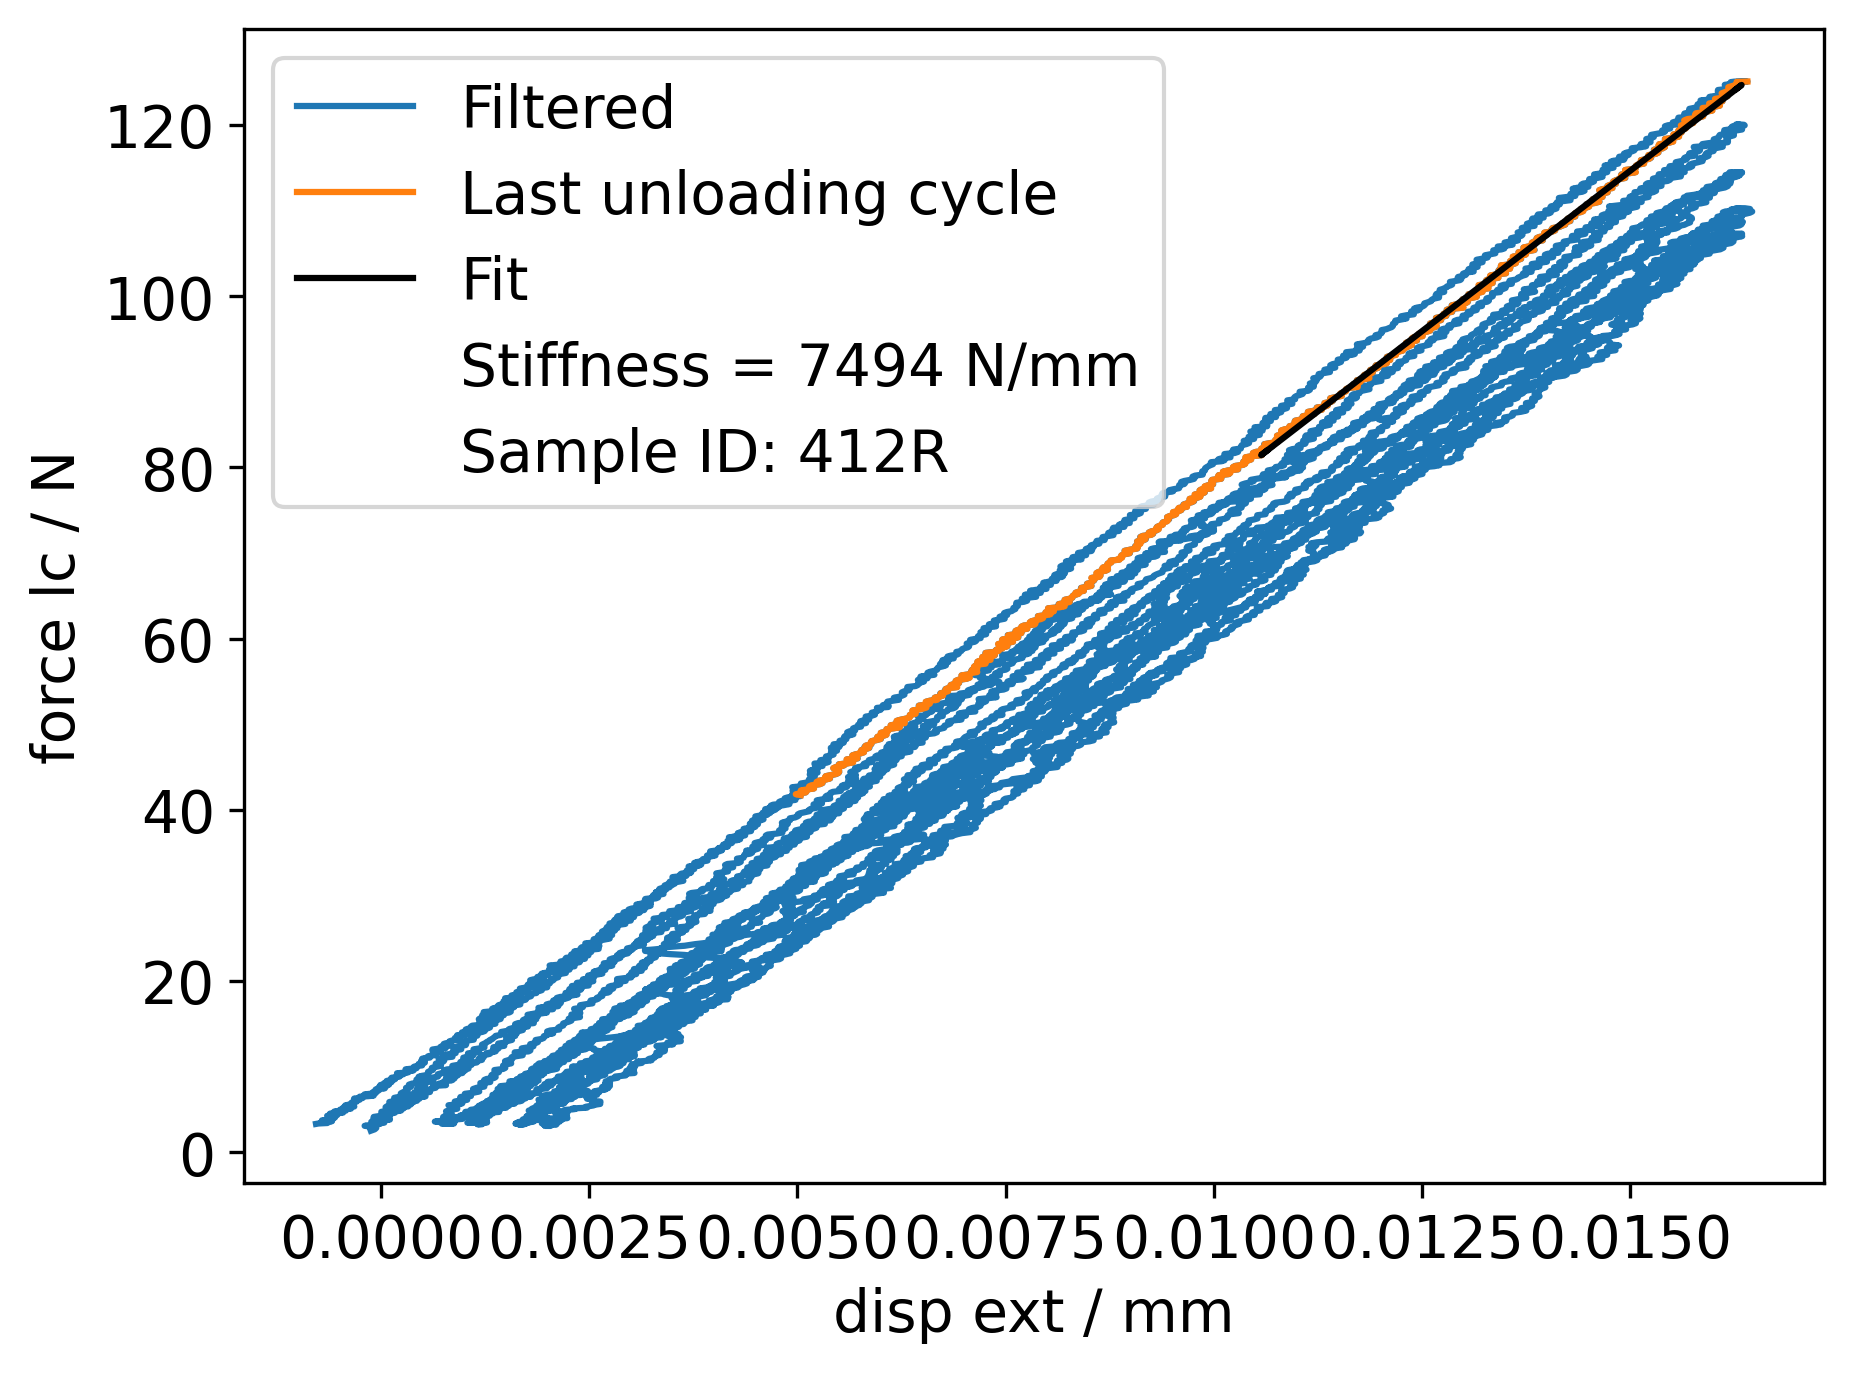 Filtered
Last unloading cycle
Fit
Stiffness = 7494 N/mm
Sample ID: 412R
120
100
80
60
40
20
0
force lc / N
0.0000 0.0025 0.0050 0.0075 0.0100 0.0125 0.0150
disp ext / mm